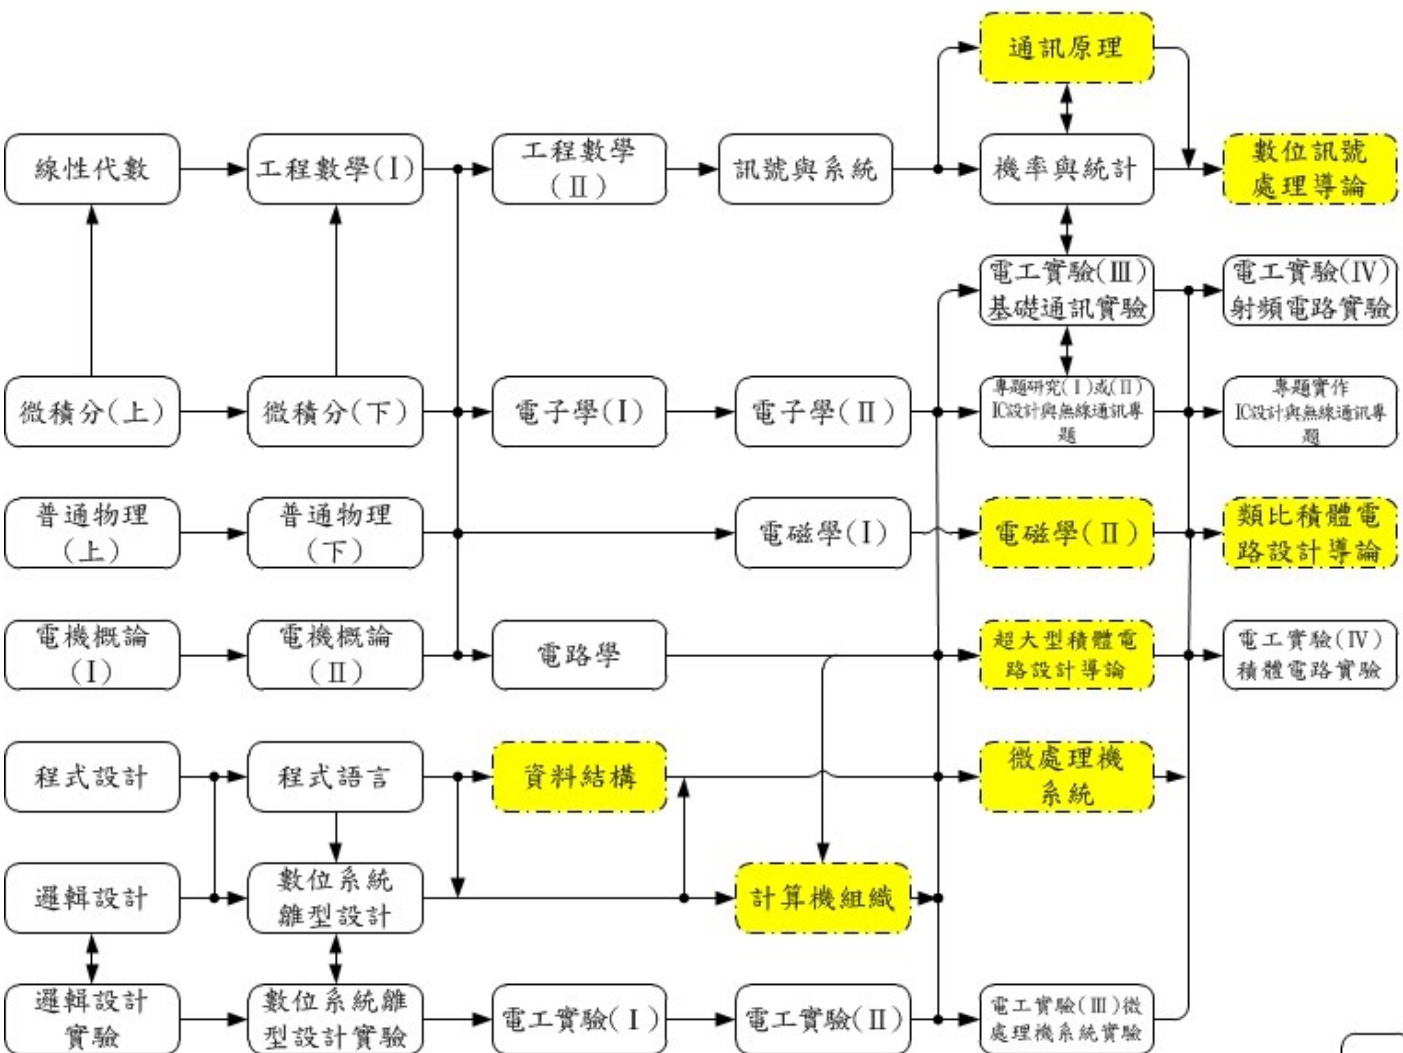 通訊原理
線性代數
工程數學(Ⅰ)
工程數學
(Ⅱ)
訊號與系統
機率與統計
數位訊號
處理導論
電工實驗(Ⅲ)
基礎通訊實驗
電工實驗(Ⅳ)
射頻電路實驗
微積分(上)
微積分(下)
電子學(Ⅰ)
電子學(Ⅱ)
專題研究(Ⅰ)或(Ⅱ)
IC設計與無線通訊專
題
專題實作
IC設計與無線通訊專
題
普通物理
(上)
普通物理
(下)
電磁學(Ⅰ)
電磁學(Ⅱ)
類比積體電
路設計導論
電機概論
(Ⅰ)
電機概論
(Ⅱ)
電路學
超大型積體電
路設計導論
電工實驗(Ⅳ)
積體電路實驗
程式設計
程式語言
資料結構
微處理機
系統
邏輯設計
數位系統
雛型設計
計算機組織
邏輯設計
實驗
數位系統雛
型設計實驗
電工實驗(Ⅰ)
電工實驗(Ⅱ)
電工實驗(Ⅲ)微
處理機系統實驗